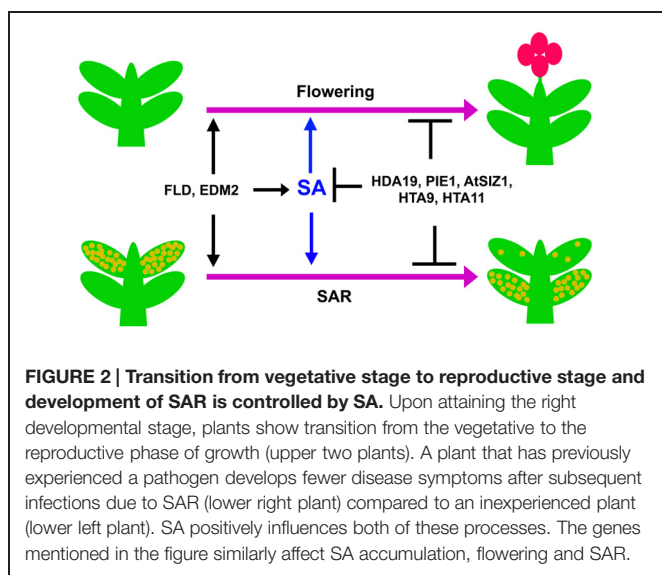 Flowering
FLD, EDM2
SA
HDA19, PIE1, AtSIZ1,
HTA9, HTA11
SAR
FIGURE 2 | Transition from vegetative stage to reproductive stage and
development of SAR is controlled by SA. Upon attaining the right
developmental stage, plants show transition from the vegetative to the
reproductive phase of growth (upper two plants). A plant that has previously
experienced a pathogen develops fewer disease symptoms after subsequent
infections due to SAR (lower right plant) compared to an inexperienced plant
(lower left plant). SA positively influences both of these processes. The genes
mentioned in the figure similarly affect SA accumulation, flowering and SAR.